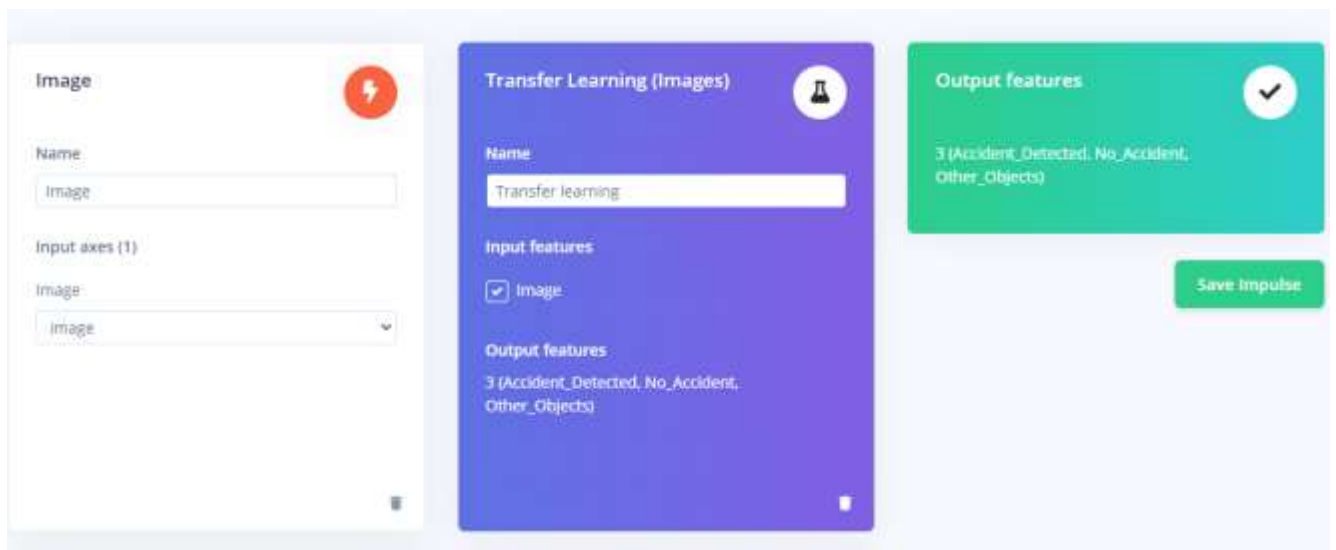 Image
Name
Image
Input axes (1)
Image
image
Transfer Learning (Images)
Name
Transfer learning
Input features
Image
Output features
3 (Accident_Detected, No_Accident,
Other_Objects)
Output features
3 (Accident_Detected, No_Accident,
Other_Objects)
Save Impulse